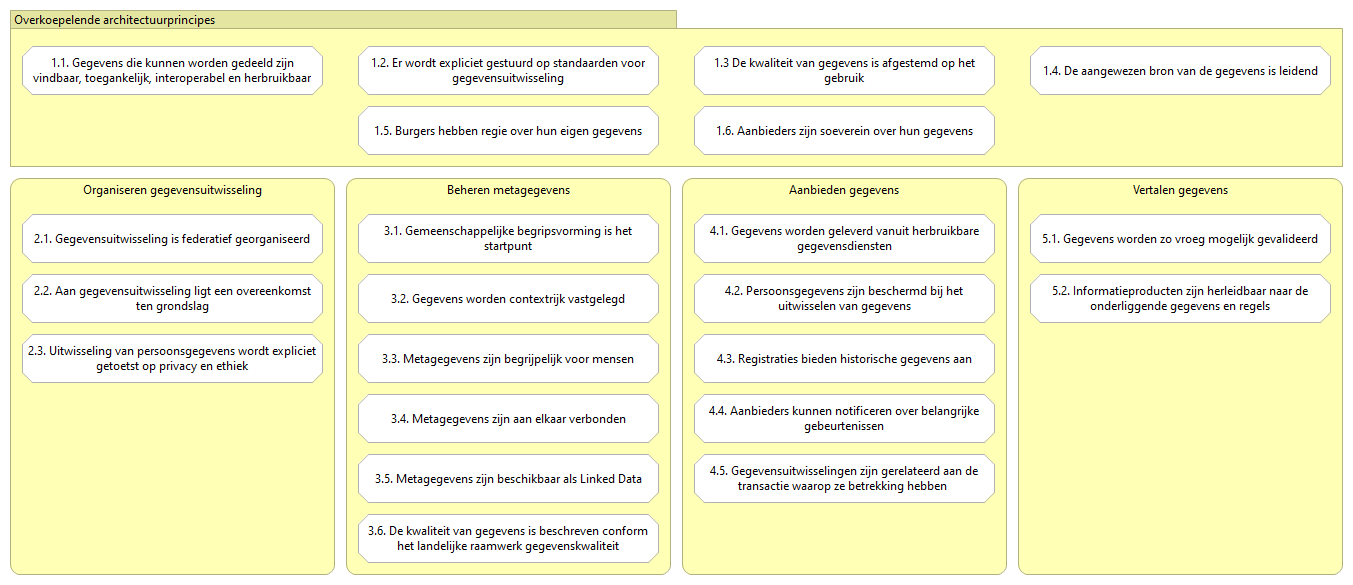 Overkoepelende architectuurprincipes
1.1. Gegevens die kunnen worden gedeeld zijn
vindbaar, toegankelijk, interoperabel en herbruikbaar
1.2. Er wordt expliciet gestuurd op standaarden voor
gegevensuitwisseling
1.3 De kwaliteit van gegevens is afgestemd op het
gebruik
1.4. De aangewezen bron van de gegevens is leidend
1.5. Burgers hebben regie over hun eigen gegevens
1.6. Aanbieders zijn soeverein over hun gegevens
Organiseren gegevensuitwisseling
2.1. Gegevensuitwisseling is federatief georganiseerd
2.2. Aan gegevensuitwisseling ligt een overeenkomst
ten grondslag
2.3. Uitwisseling van persoonsgegevens wordt expliciet
getoetst op privacy en ethiek
Beheren metagegevens
3.1. Gemeenschappelijke begripsvorming is het
startpunt
3.2. Gegevens worden contextrijk vastgelegd
3.3. Metagegevens zijn begrijpelijk voor mensen
3.4. Metagegevens zijn aan elkaar verbonden
3.5. Metagegevens zijn beschikbaar als Linked Data
3.6. De kwaliteit van gegevens is beschreven conform
het landelijke raamwerk gegevenskwaliteit
Aanbieden gegevens
4.1. Gegevens worden geleverd vanuit herbruikbare
gegevensdiensten
4.2. Persoonsgegevens zijn beschermd bij het
uitwisselen van gegevens
4.3. Registraties bieden historische gegevens aan
4.4. Aanbieders kunnen notificeren over belangrijke
gebeurtenissen
4.5. Gegevensuitwisselingen zijn gerelateerd aan de
transactie waarop ze betrekking hebben
Vertalen gegevens
5.1. Gegevens worden zo vroeg mogelijk gevalideerd
5.2. Informatieproducten zijn herleidbaar naar de
onderliggende gegevens en regels